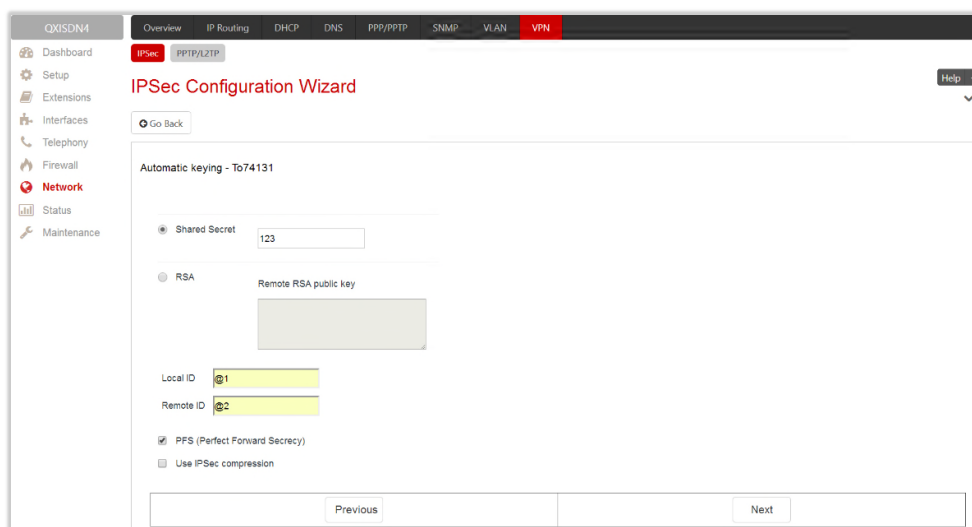 QXISDN4
Overview IP Routing DHCP DNS PPP/PPTP SNMP VLAN VPN
Dashboard
Setup
Extensions
Interfaces
Telephony
Firewall
Network
Status
Maintenance
IPSec PPTP/L2TP
IPSec Configuration Wizard
Help
Go Back
Automatic keying - To74131
Shared Secret 123
RSA
Remote RSA public key
Local ID @1
Remote ID @2
PFS (Perfect Forward Secrecy)
Use IPSec compression
Previous Next